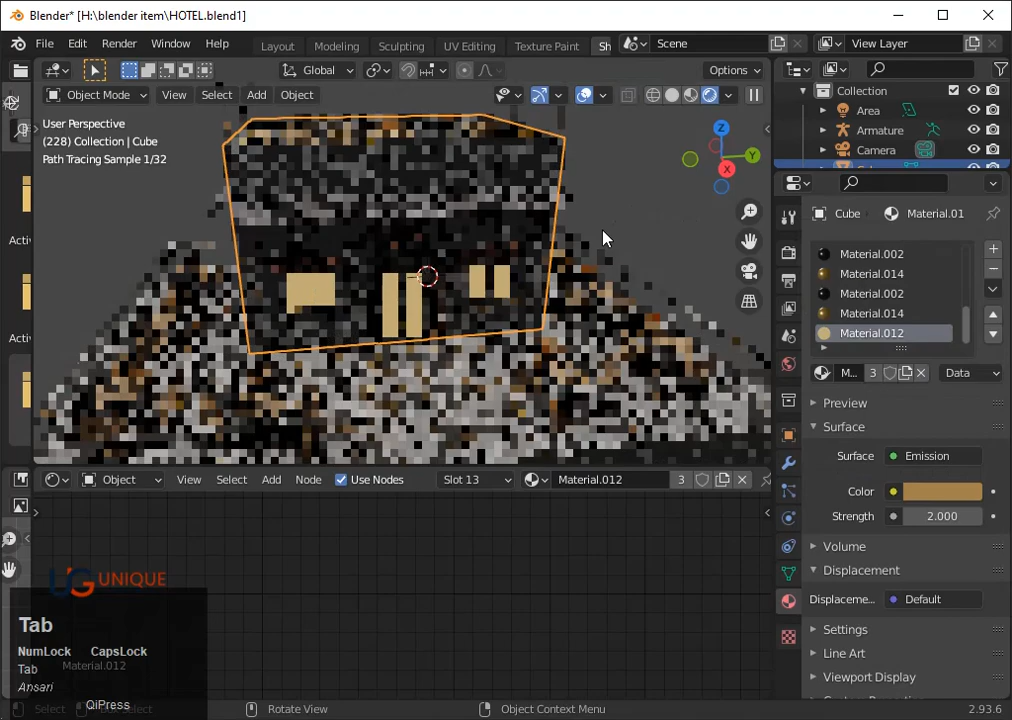 Blender* [H:\blender item\HOTEL.blend1]
File Edit Render Window Help
Layout Modeling Sculpting UV Editing Texture Paint Sh
Scene View Layer
Global Options
Object Mode View Select Add Object
User Perspective
(228) Collection | Cube
Path Tracing Sample 1/32
Z
Y
X
Collection
Area
Armature
Camera
Cube Material.01
Material.002
Material.014
Material.002
Material.014
Material.012
M... 3 Data
Preview
Surface
Surface Emission
Color
Strength 2.000
Volume
Displacement
Displaceme... Default
Settings
Line Art
Viewport Display
Activ
Activ
Activ
Object View Select Add Node Use Nodes Slot 13 Material.012 3
UG UNIQUE
Tab
NumLock CapsLock
Tab
Material.012
Ansari
QiPress
Select Select Rotate View Object Context Menu 2.93.6